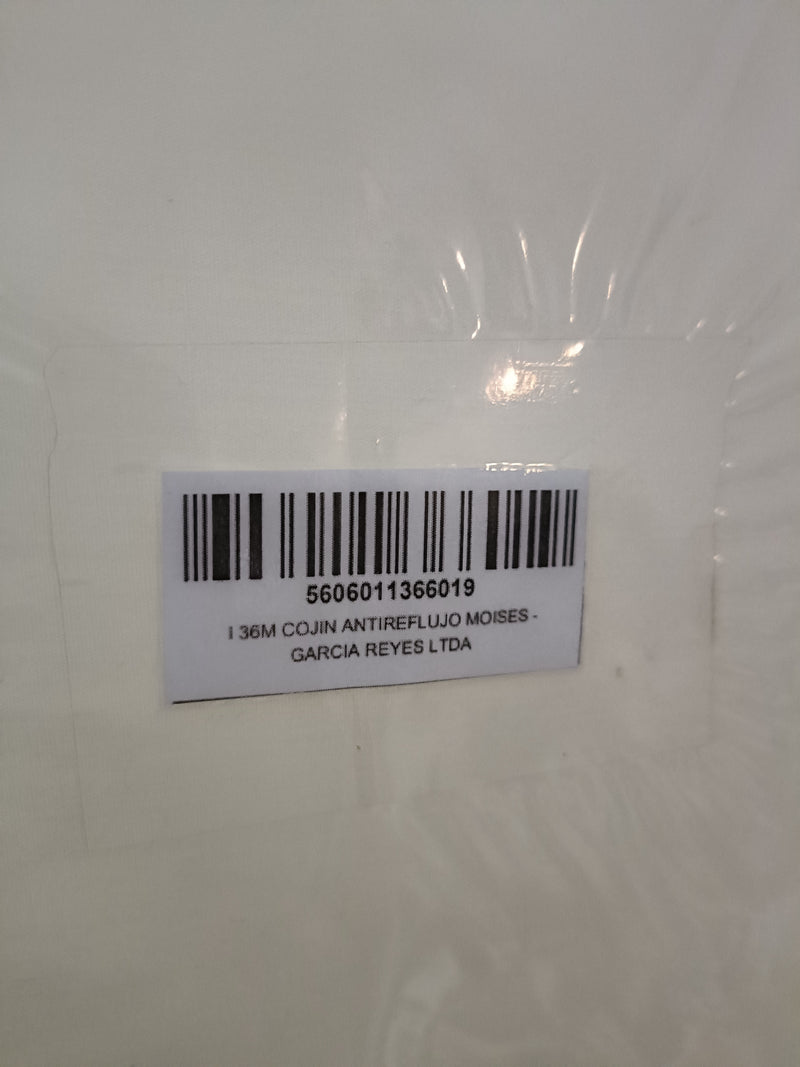 5606011366019
I 36M COJIN ANTIREFLUJO MOISES -
GARCIA REYES LTDA